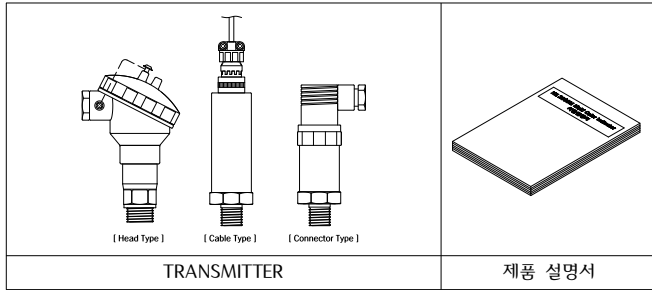 [ Head Type ] [ Cable Type ] [ Connector Type ]
TRANSMITTER
제품 설명서